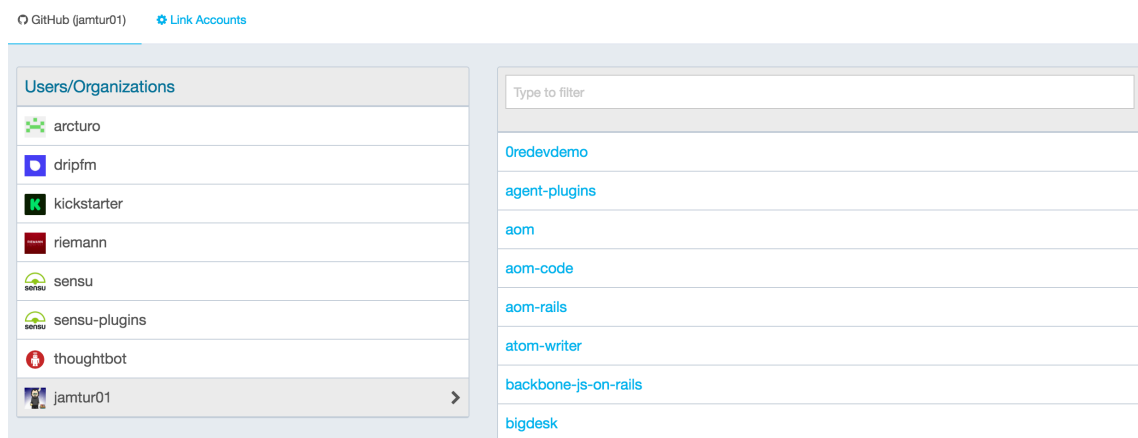 GitHub (jamtur01) Link Accounts
Users/Organizations
arcturo
dripfm
kickstarter
riemann
sensu
sensu-plugins
thoughtbot
jamtur01
Type to filter
0redevdemo
agent-plugins
aom
aom-code
aom-rails
atom-writer
backbone-js-on-rails
bigdesk